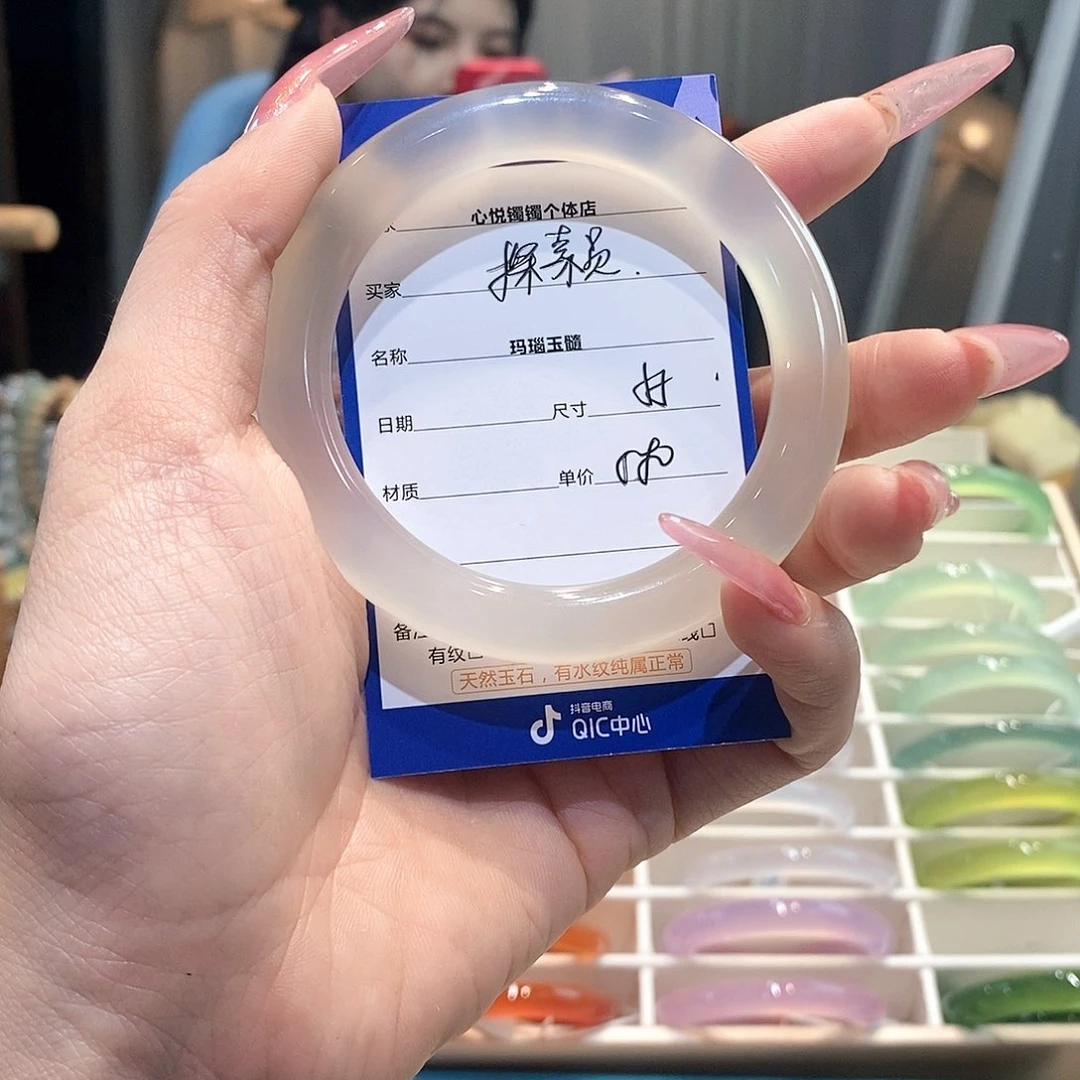 心悦镯镯个体店
买家 探索员.
名称 玛瑙玉髓
日期 尺寸
材质 单价
备注
有纹
天然玉石，有水纹纯属正常
抖音电商
QIC中心